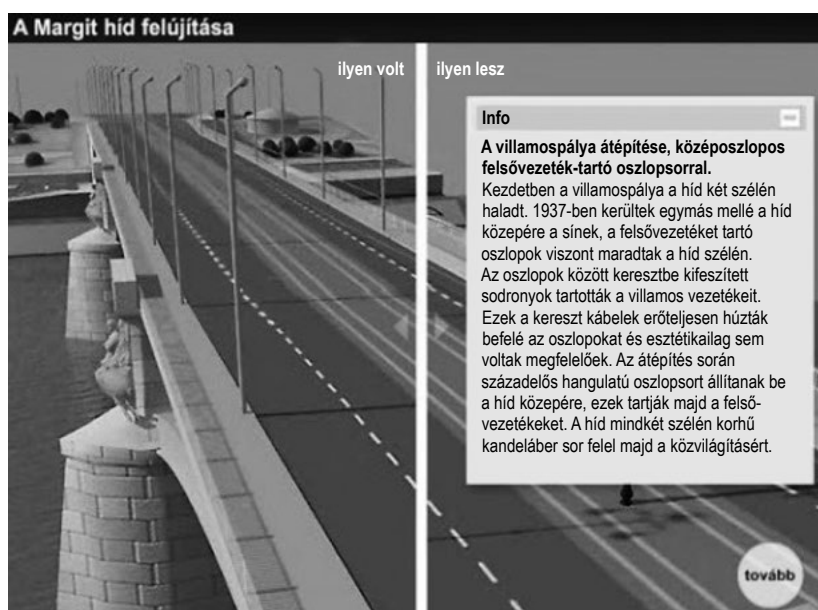 A Margit híd felújítása
ilyen volt
ilyen lesz
Info
A villamospálya átépítése, középoszlopos
felsővezeték-tartó oszlopsorral.
Kezdetben a villamospálya a híd két szélén
haladt. 1937-ben kerültek egymás mellé a híd
közepére a sínek, a felsővezetéket tartó
oszlopok viszont maradtak a híd szélén.
Az oszlopok között keresztbe kifeszített
sodronyok tartották a villamos vezetékeit.
Ezek a kereszt kábelek erőteljesen húzták
befelé az oszlopokat és esztétikailag sem
voltak megfelelőek. Az átépítés során
századelős hangulatú oszlopsort állítanak be
a híd közepére, ezek tartják majd a felső-
vezetékeket. A híd mindkét szélén korhű
kandeláber sor felel majd a közvilágításért.
tovább